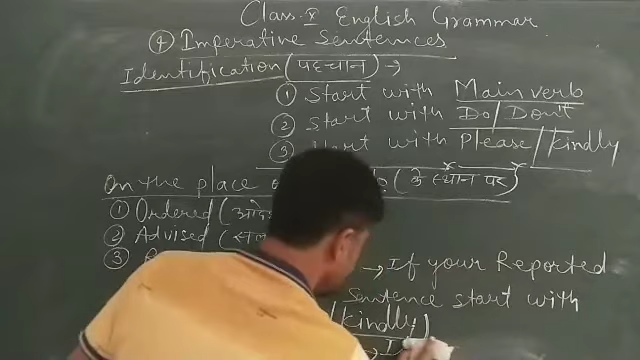 Class-X English Grammar
④ Imperative Sentences
Identification (पहचान) →
① Start with Main verb
② Start with Do/Don't
③ Start with Please/kindly
On the place (के स्थान पर)
① Ordered
② Advised
③
→ If your Reported
Sentence start with
/kindly)
→